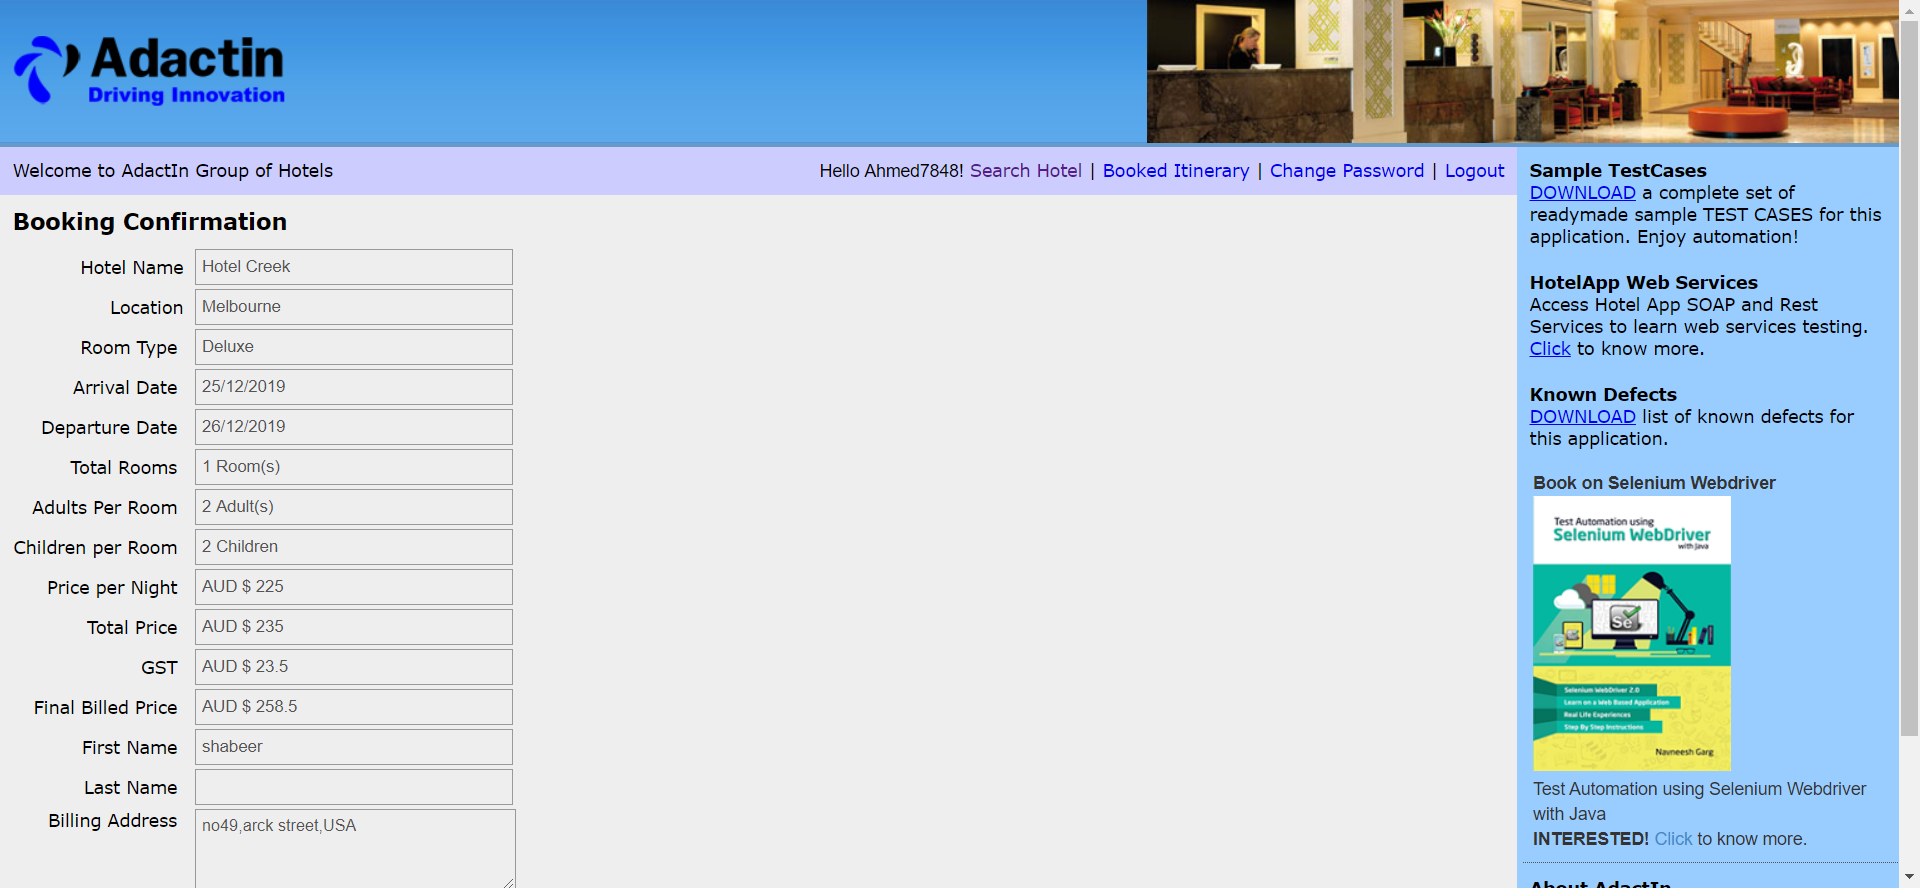 Adactin
Driving Innovation
Welcome to AdactIn Group of Hotels
Hello Ahmed7848! Search Hotel | Booked Itinerary | Change Password | Logout
Booking Confirmation
Hotel Name Hotel Creek
Location Melbourne
Room Type Deluxe
Arrival Date 25/12/2019
Departure Date 26/12/2019
Total Rooms 1 Room(s)
Adults Per Room 2 Adult(s)
Children per Room 2 Children
Price per Night AUD $ 225
Total Price AUD $ 235
GST AUD $ 23.5
Final Billed Price AUD $ 258.5
First Name shabeer
Last Name
Billing Address no49,arck street,USA
Sample TestCases
DOWNLOAD a complete set of
readymade sample TEST CASES for this
application. Enjoy automation!
HotelApp Web Services
Access Hotel App SOAP and Rest
Services to learn web services testing.
Click to know more.
Known Defects
DOWNLOAD list of known defects for
this application.
Book on Selenium Webdriver
Test Automation using
Selenium WebDriver
with Java
Se
Selenium WebDriver 2.0
Learn on a Web Based Application
Real Life Experiences
Step By Step Instructions
Navneesh Garg
Test Automation using Selenium Webdriver
with Java
INTERESTED! Click to know more.
About AdactIn